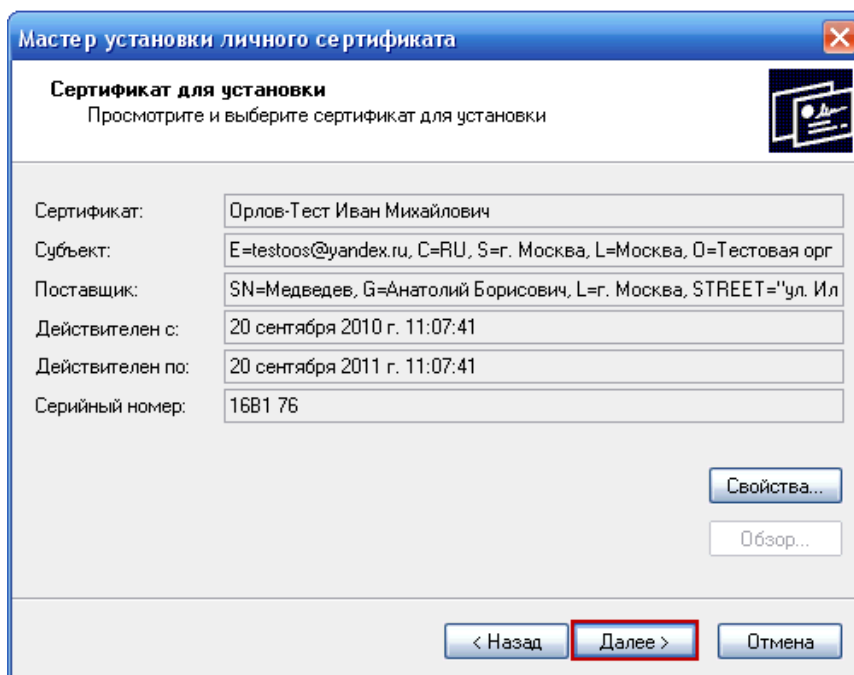 Мастер установки личного сертификата
Сертификат для установки
Просмотрите и выберите сертификат для установки
Сертификат: Орлов-Тест Иван Михайлович
Субъект: E=testoos@yandex.ru, C=RU, S=г. Москва, L=Москва, O=Тестовая орг
Поставщик: SN=Медведев, G=Анатолий Борисович, L=г. Москва, STREET="ул. Ил
Действителен с: 20 сентября 2010 г. 11:07:41
Действителен по: 20 сентября 2011 г. 11:07:41
Серийный номер: 16B1 76
Свойства...
Обзор...
< Назад Далее > Отмена